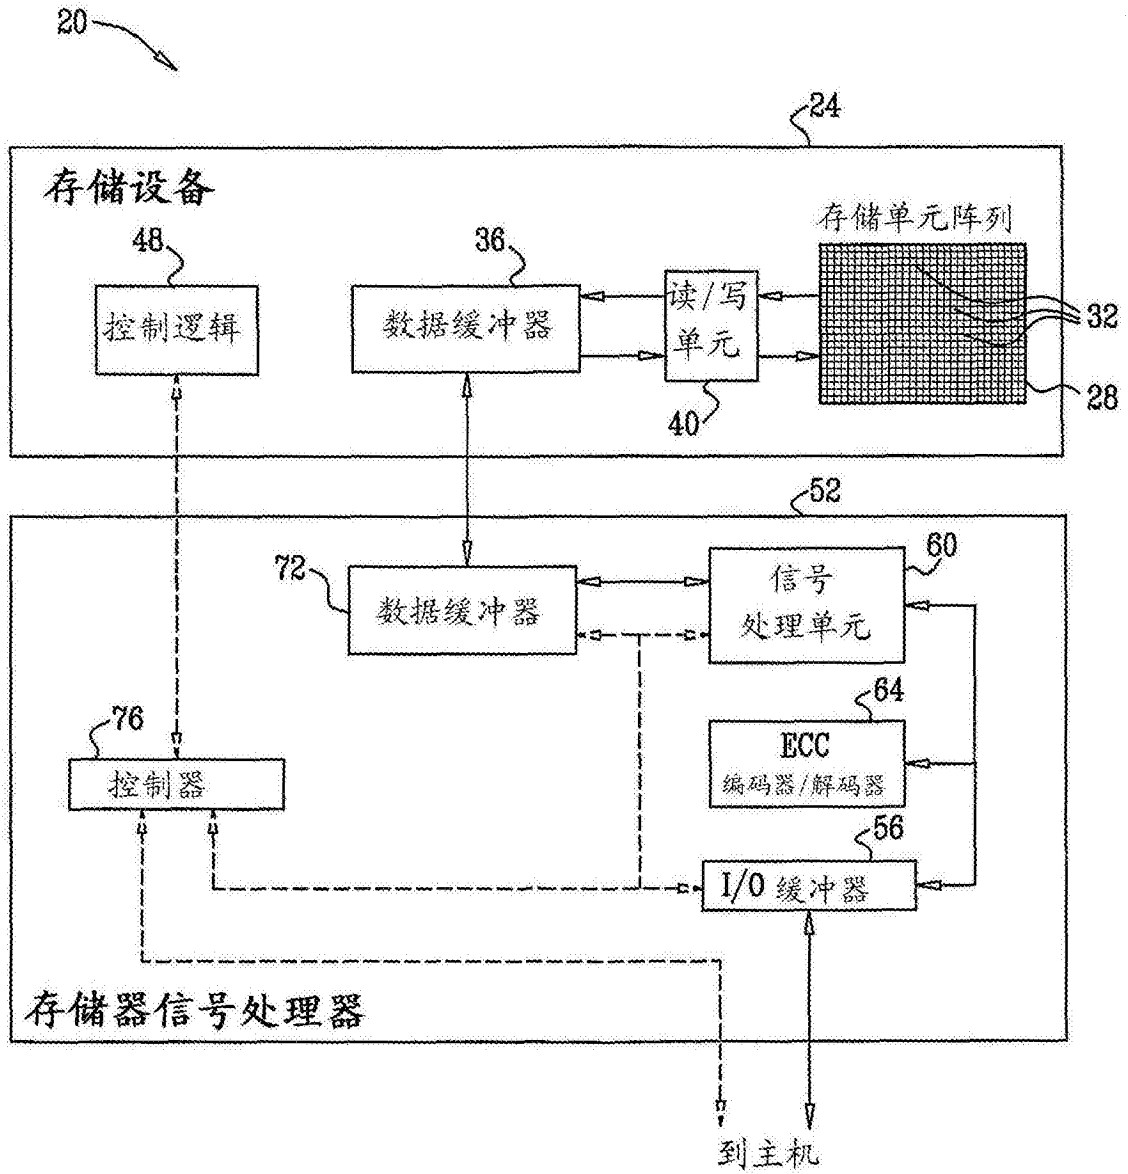 20
24
存储设备
存储单元阵列
48
36
控制逻辑
数据缓冲器
读/写
单元
32
28
40
52
72
60
数据缓冲器
信号
处理单元
64
ECC
编码器/解码器
76
控制器
56
I/O 缓冲器
存储器信号处理器
到主机